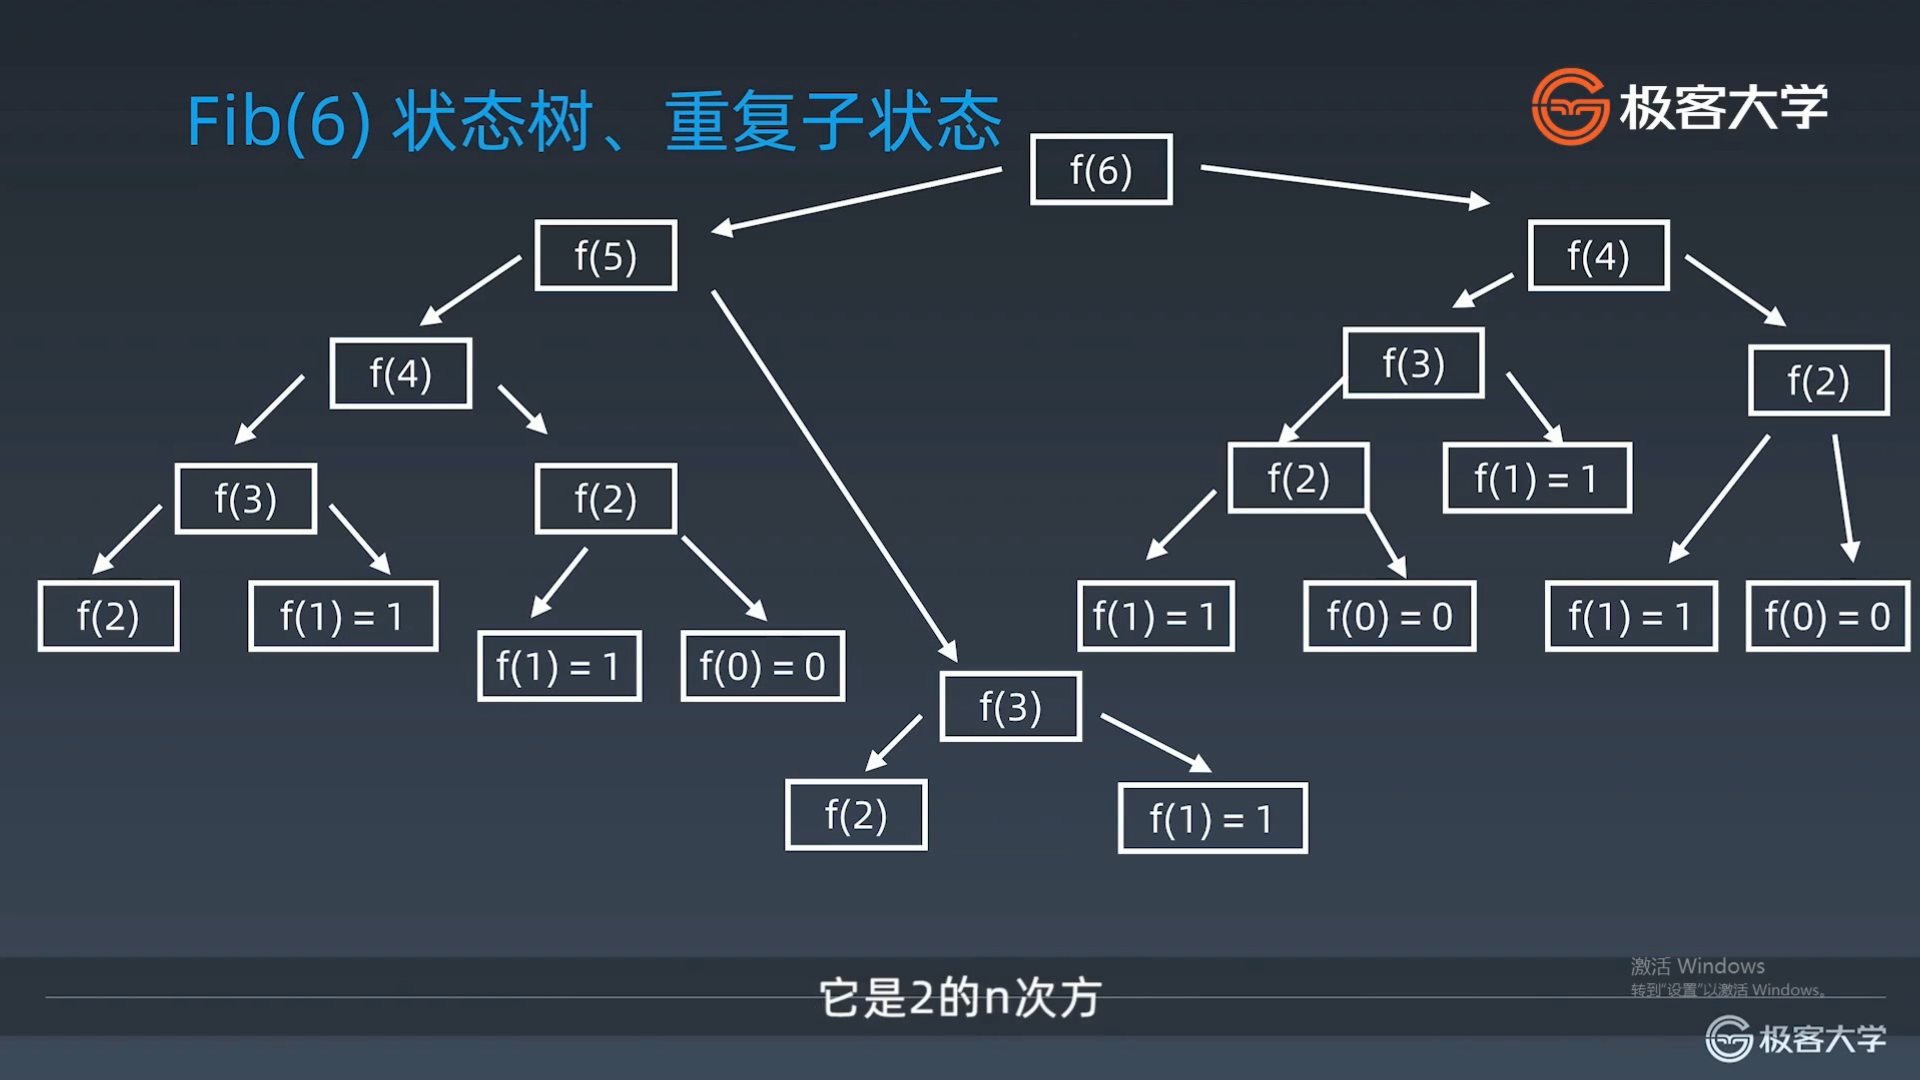 Fib(6) 状态树、重复子状态
极客大学
f(6)
f(5)
f(4)
f(4)
f(3)
f(2)
f(3)
f(2)
f(2)
f(1) = 1
f(2)
f(1) = 1
f(1) = 1
f(0) = 0
f(1) = 1
f(0) = 0
f(1) = 1
f(0) = 0
f(3)
f(2)
f(1) = 1
激活 Windows
转到“设置”以激活 Windows。
它是2的n次方
极客大学